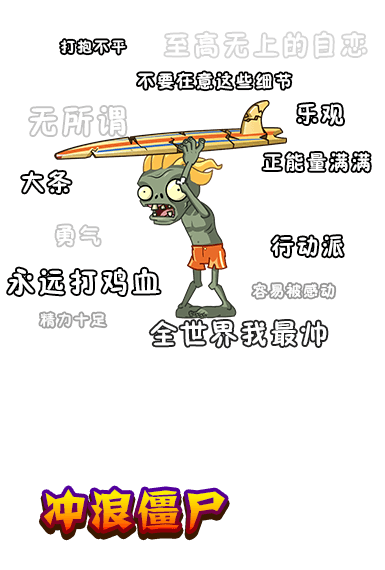 打抱不平
至高无上的自恋
不要在意这些细节
无所谓
乐观
正能量满满
大条
勇气
行动派
永远打鸡血
容易被感动
精力十足
全世界我最帅
冲浪僵尸